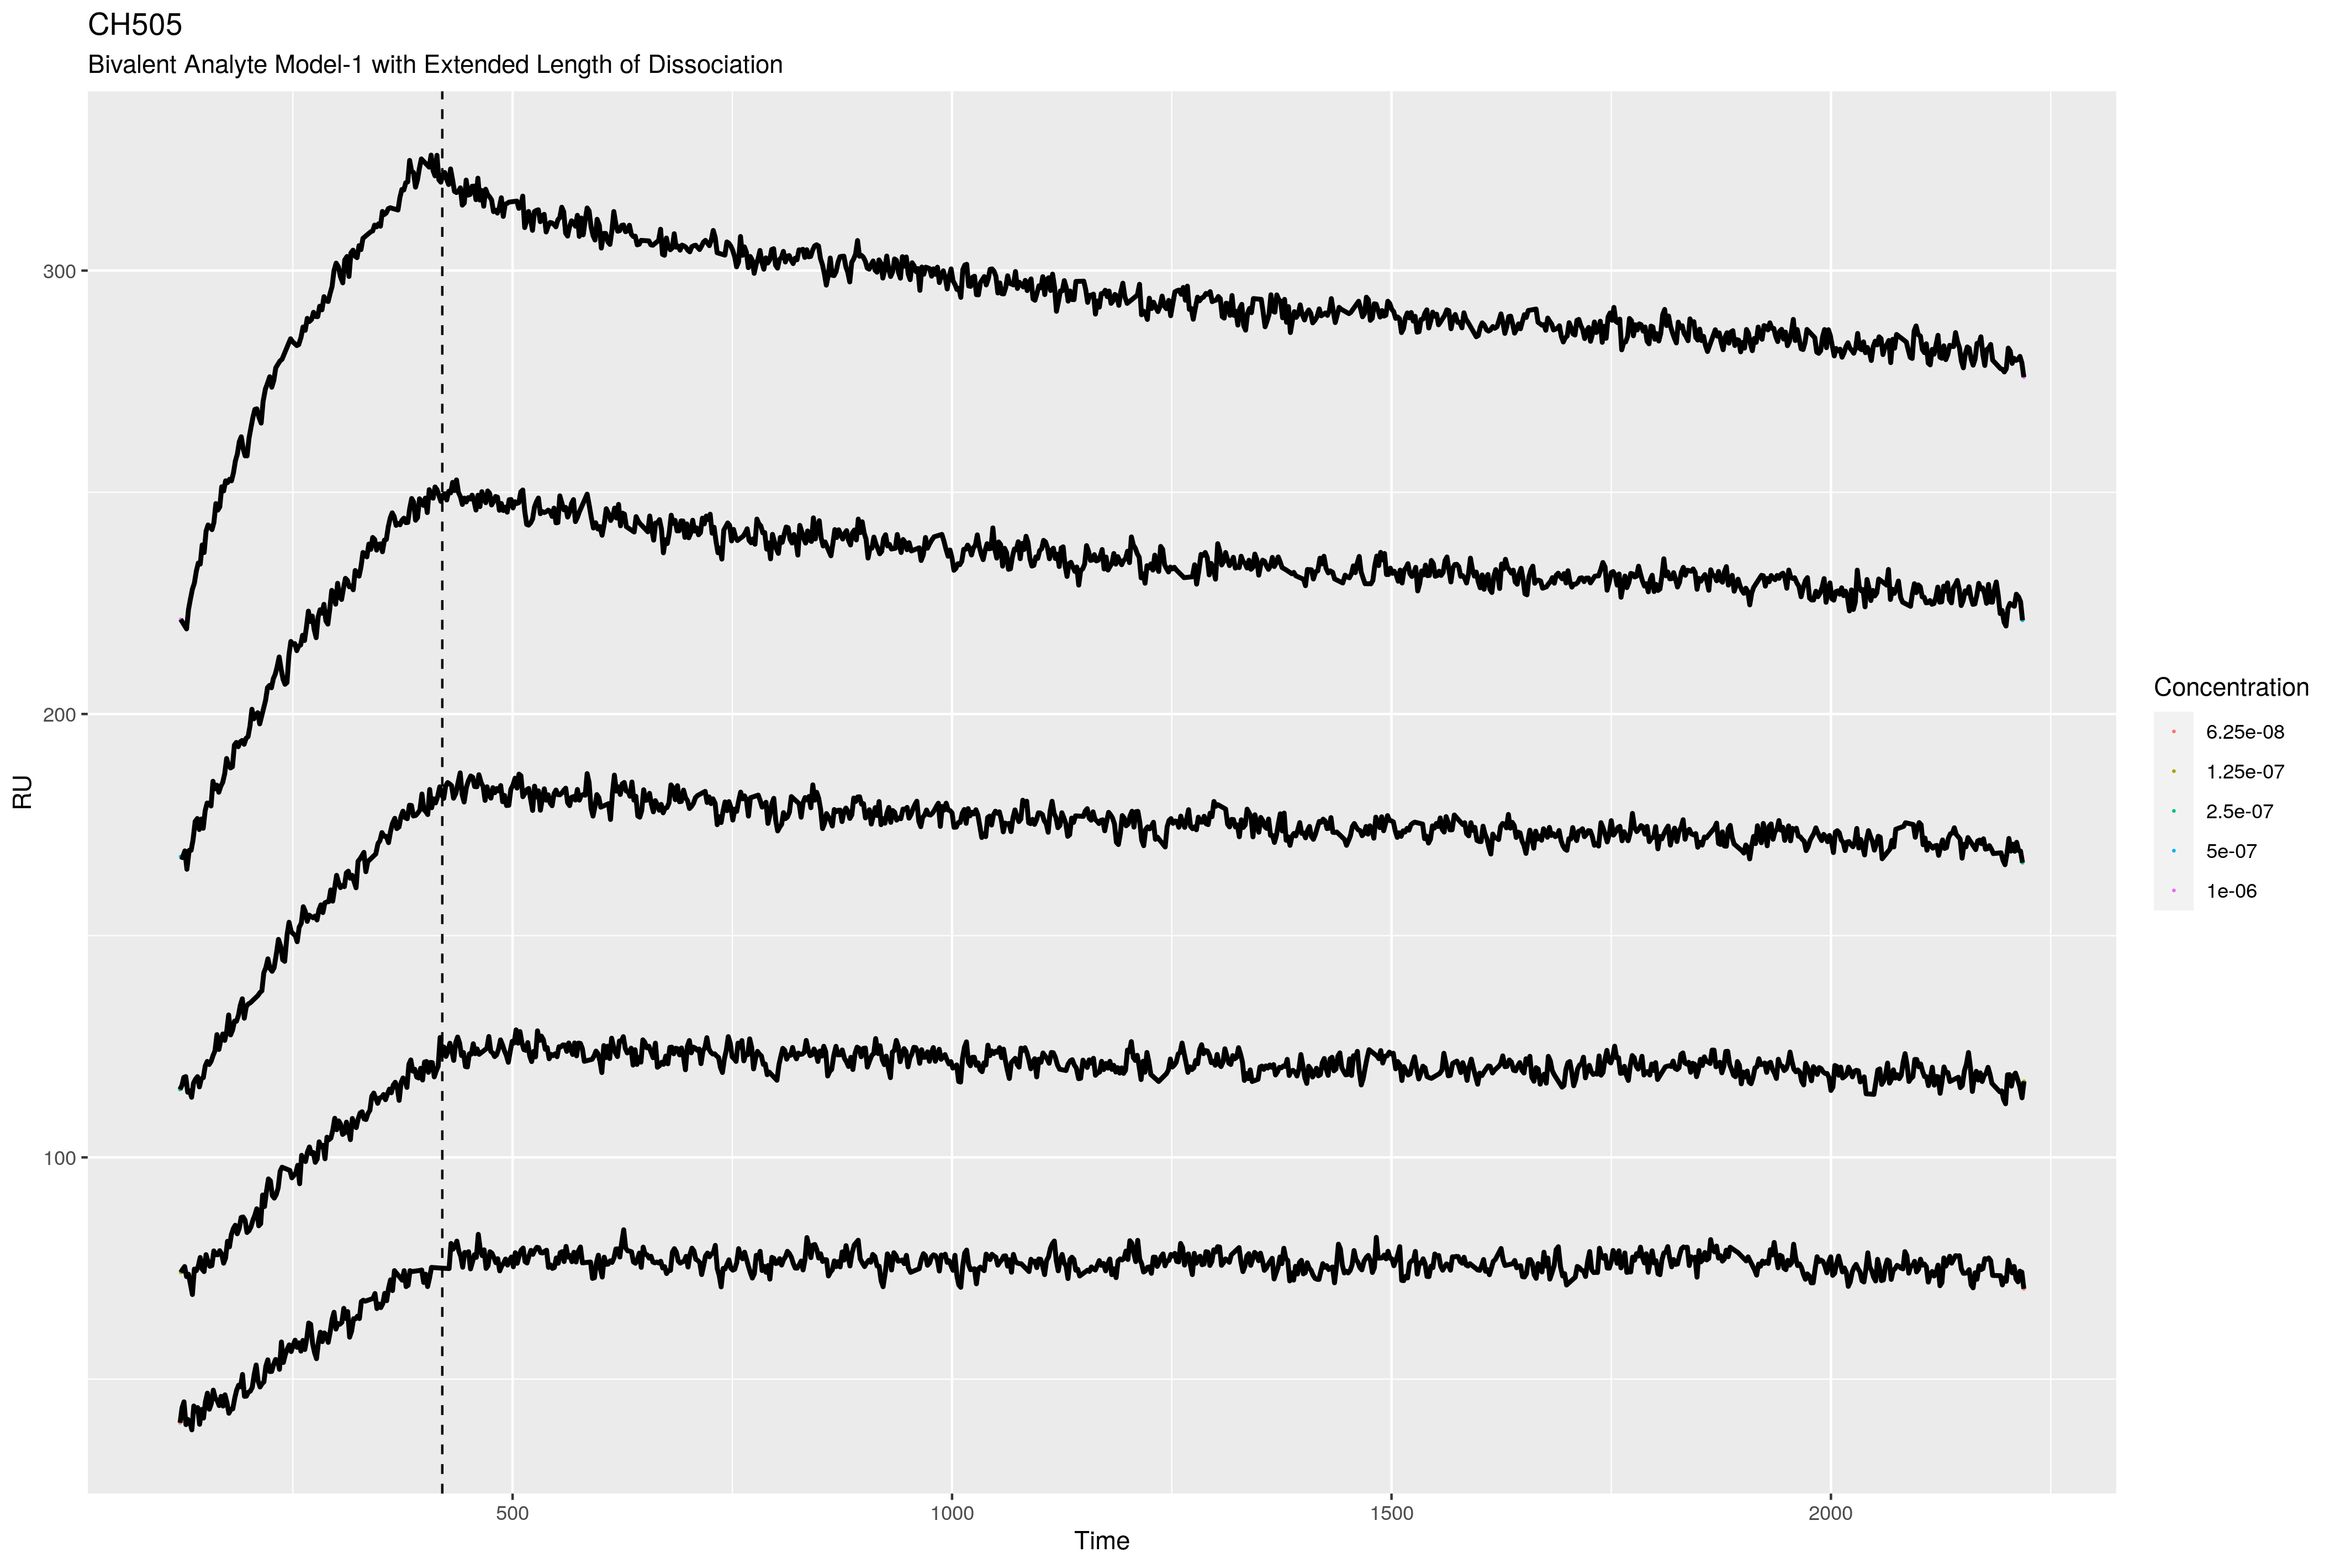 CH505
Bivalent Analyte Model-1 with Extended Length of Dissociation
300
200
100
RU
500
1000
1500
2000
Time
Concentration
6.25e-08
1.25e-07
2.5e-07
5e-07
1e-06